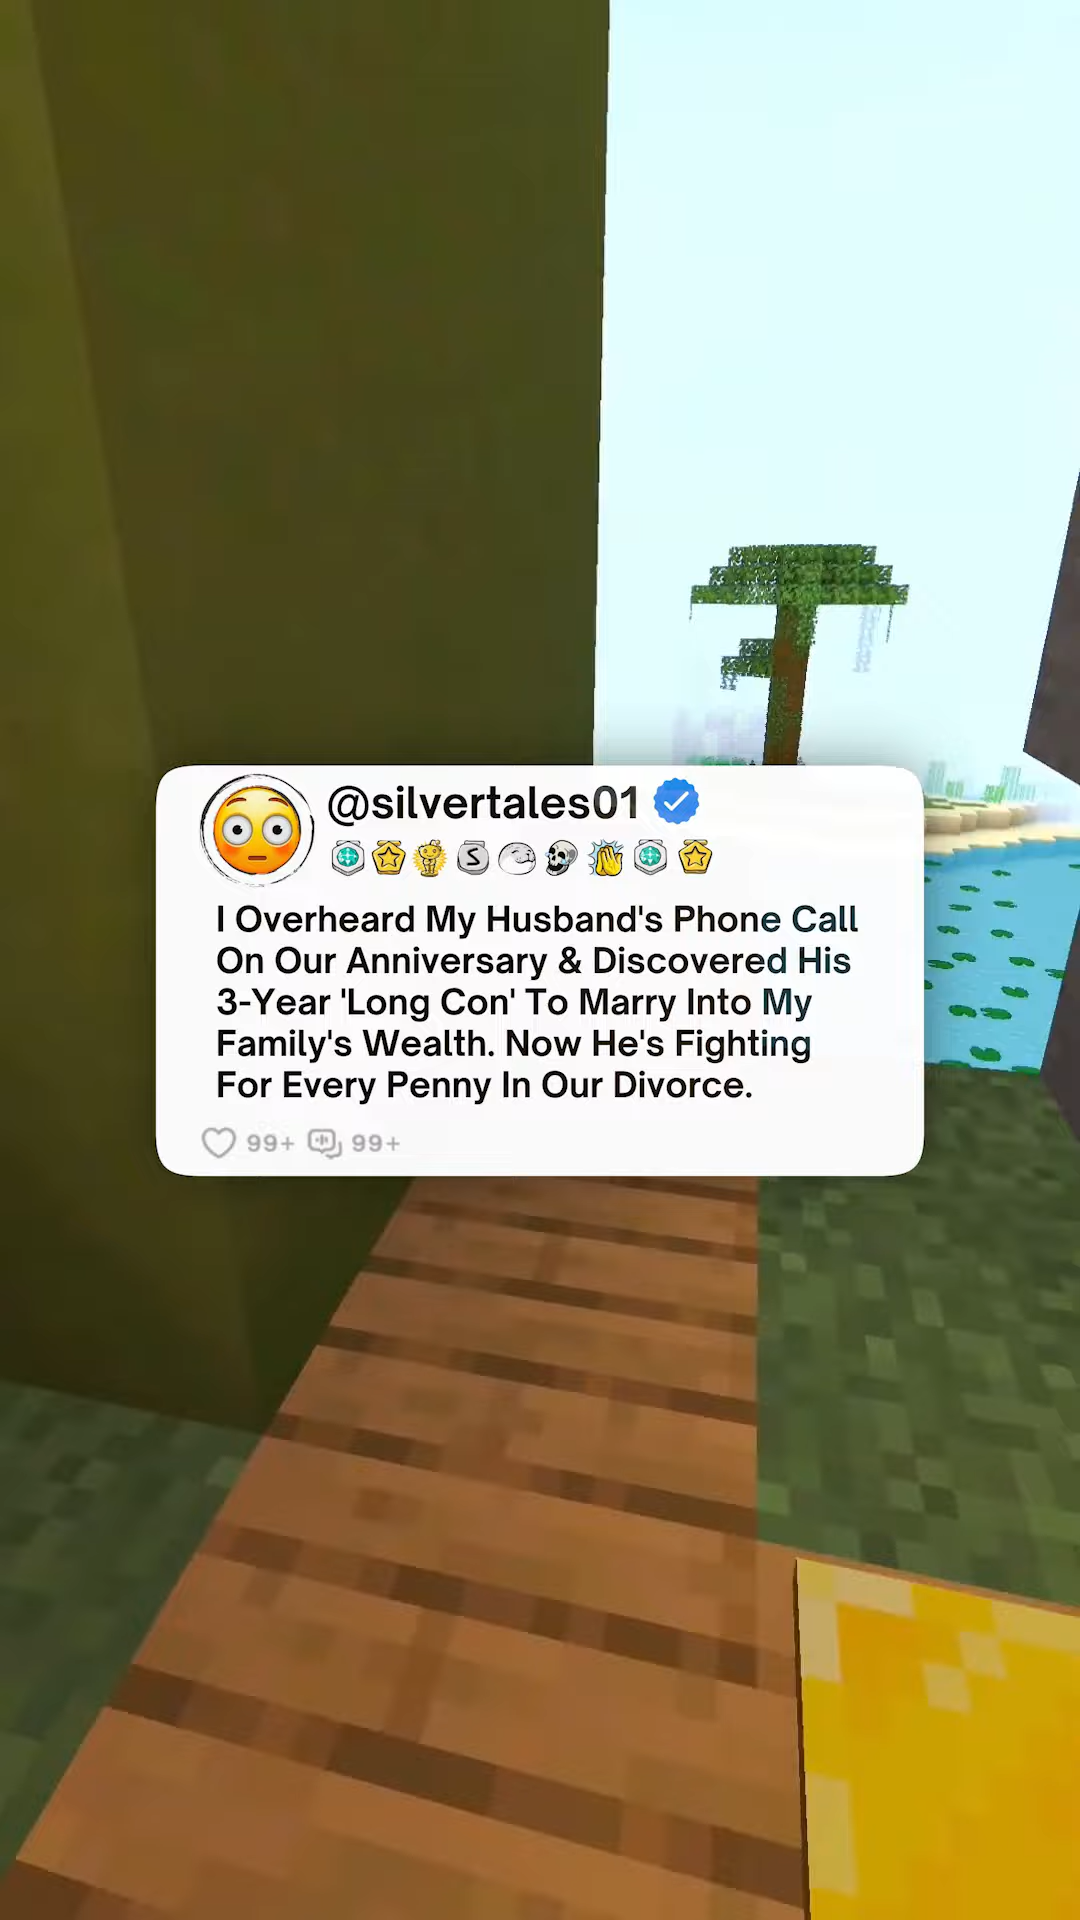 @silvertales01
I Overheard My Husband's Phone Call
On Our Anniversary & Discovered His
3-Year 'Long Con' To Marry Into My
Family's Wealth. Now He's Fighting
For Every Penny In Our Divorce.
99+ 99+